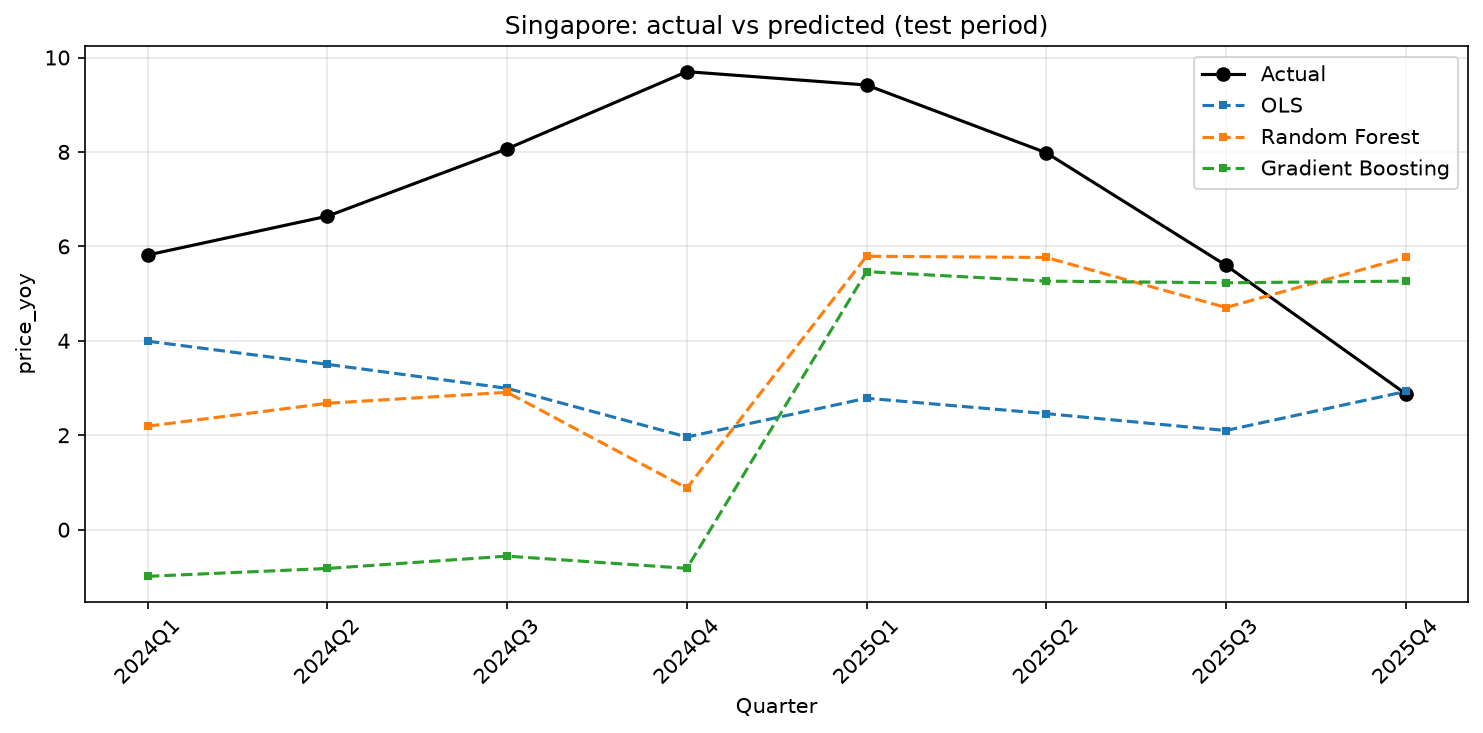 Singapore: actual vs predicted (test period)
10
8
6
4
2
0
price_yoy
Actual
OLS
Random Forest
Gradient Boosting
2024Q1
2024Q2
2024Q3
2024Q4
2025Q1
2025Q2
2025Q3
2025Q4
Quarter